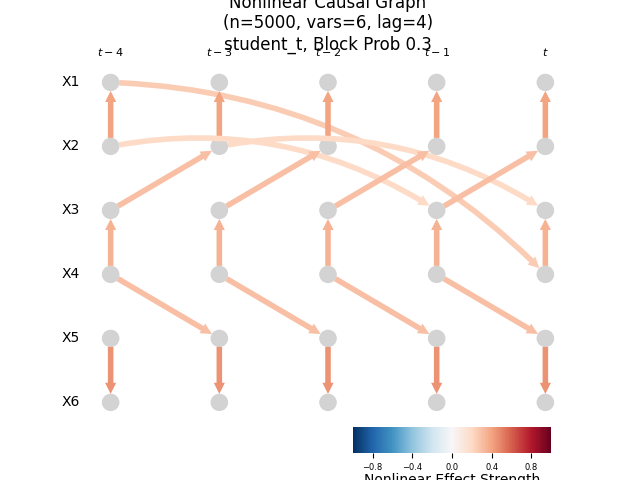 Nonlinear Causal Graph
(n=5000, vars=6, lag=4)
student_t, Block Prob 0.3
t − 4 t − 3 t − 2 t − 1 t
X1
X2
X3
X4
X5
X6
−0.8 −0.4 0.0 0.4 0.8
Nonlinear Effect Strength